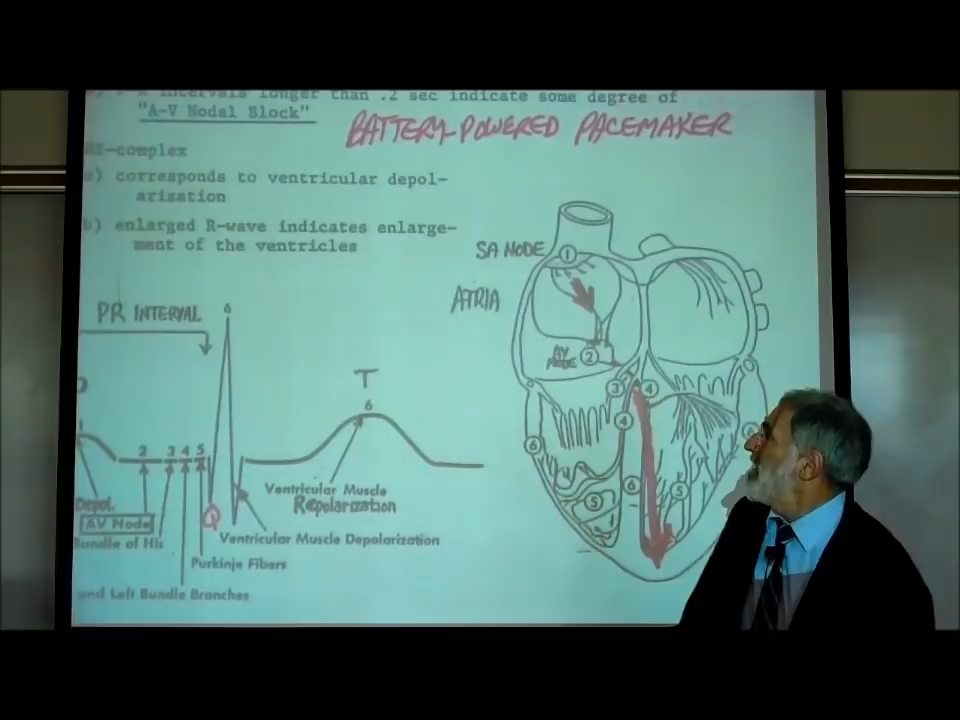 intervals longer than .2 sec indicate some degree of
"A-V Nodal Block"
BATTERY-POWERED PACEMAKER
-complex
a) corresponds to ventricular depol-
arization
b) enlarged R-wave indicates enlarge-
ment of the ventricles
SA NODE 1
PR INTERVAL
ATRIA
6
AV NODE 2
T
3 4
6
4
1
6
2 3 4 5
6 5
5
Ventricular Muscle
Repolarization
Depol.
Q
AV Node
Bundle of His
Ventricular Muscle Depolarization
Purkinje Fibers
and Left Bundle Branches